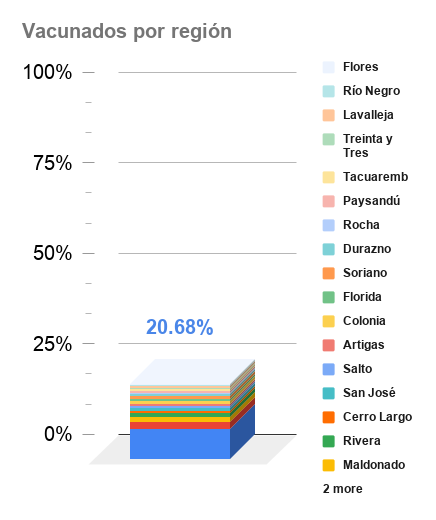 Vacunados por región
100%
75%
50%
25%
0%
20.68%
Flores
Río Negro
Lavalleja
Treinta y
Tres
Tacuaremb
Paysandú
Rocha
Durazno
Soriano
Florida
Colonia
Artigas
Salto
San José
Cerro Largo
Rivera
Maldonado
2 more